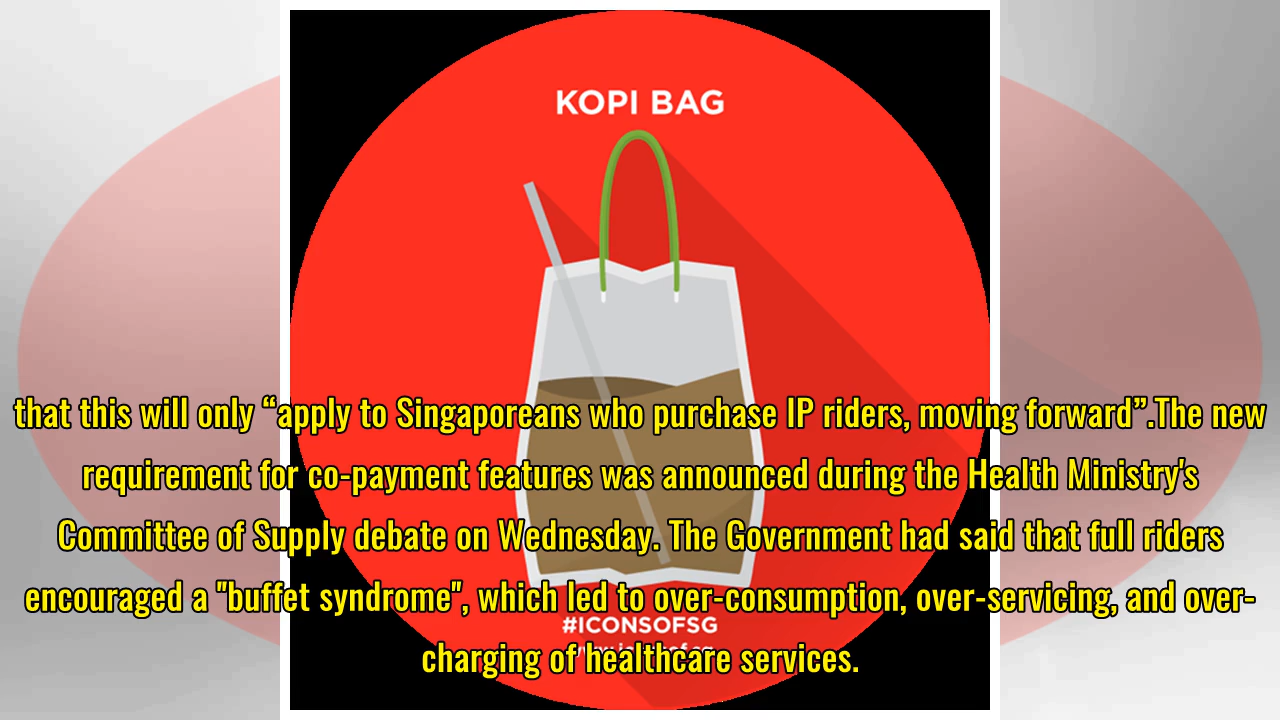 KOPI BAG
that this will only “apply to Singaporeans who purchase IP riders, moving forward”.The new
requirement for co-payment features was announced during the Health Ministry's
Committee of Supply debate on Wednesday. The Government had said that full riders
encouraged a "buffet syndrome", which led to over-consumption, over-servicing, and over-
#ICONSOFSG
charging of healthcare services.